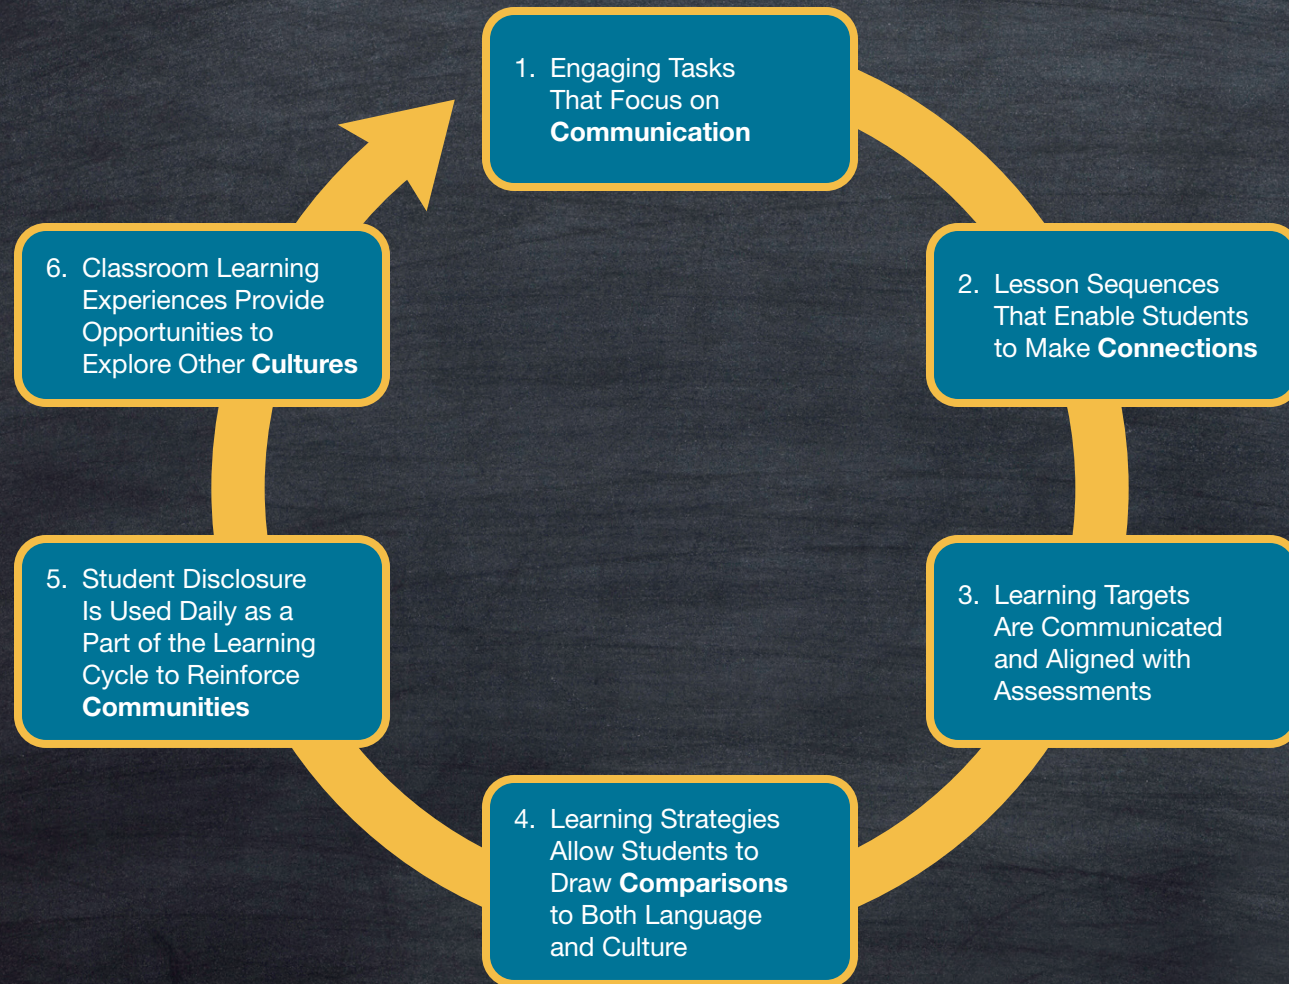 1. Engaging Tasks
That Focus on
Communication
2. Lesson Sequences
That Enable Students
to Make Connections
3. Learning Targets
Are Communicated
and Aligned with
Assessments
4. Learning Strategies
Allow Students to
Draw Comparisons
to Both Language
and Culture
5. Student Disclosure
Is Used Daily as a
Part of the Learning
Cycle to Reinforce
Communities
6. Classroom Learning
Experiences Provide
Opportunities to
Explore Other Cultures